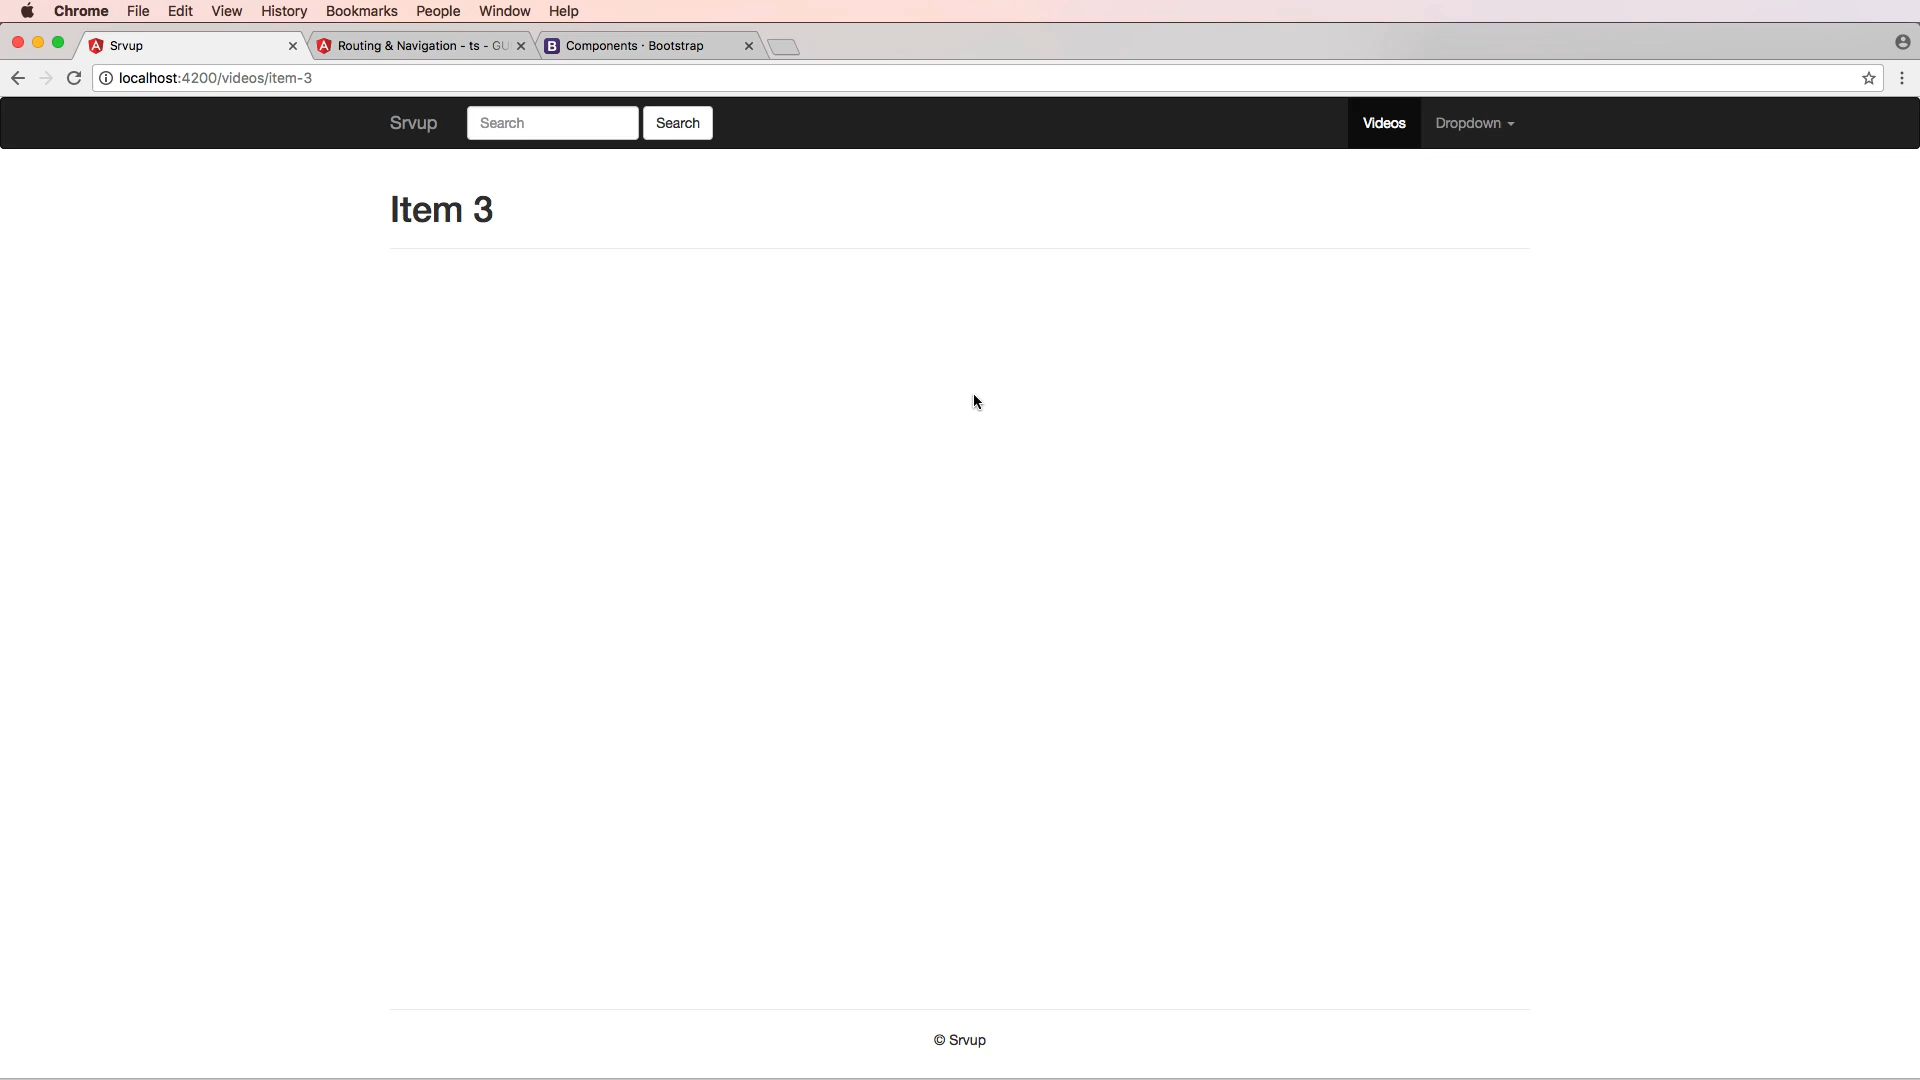 Chrome File Edit View History Bookmarks People Window Help
Srvup Routing & Navigation - ts - GU Components · Bootstrap
localhost:4200/videos/item-3
Srvup Search Search Videos Dropdown
Item 3
© Srvup